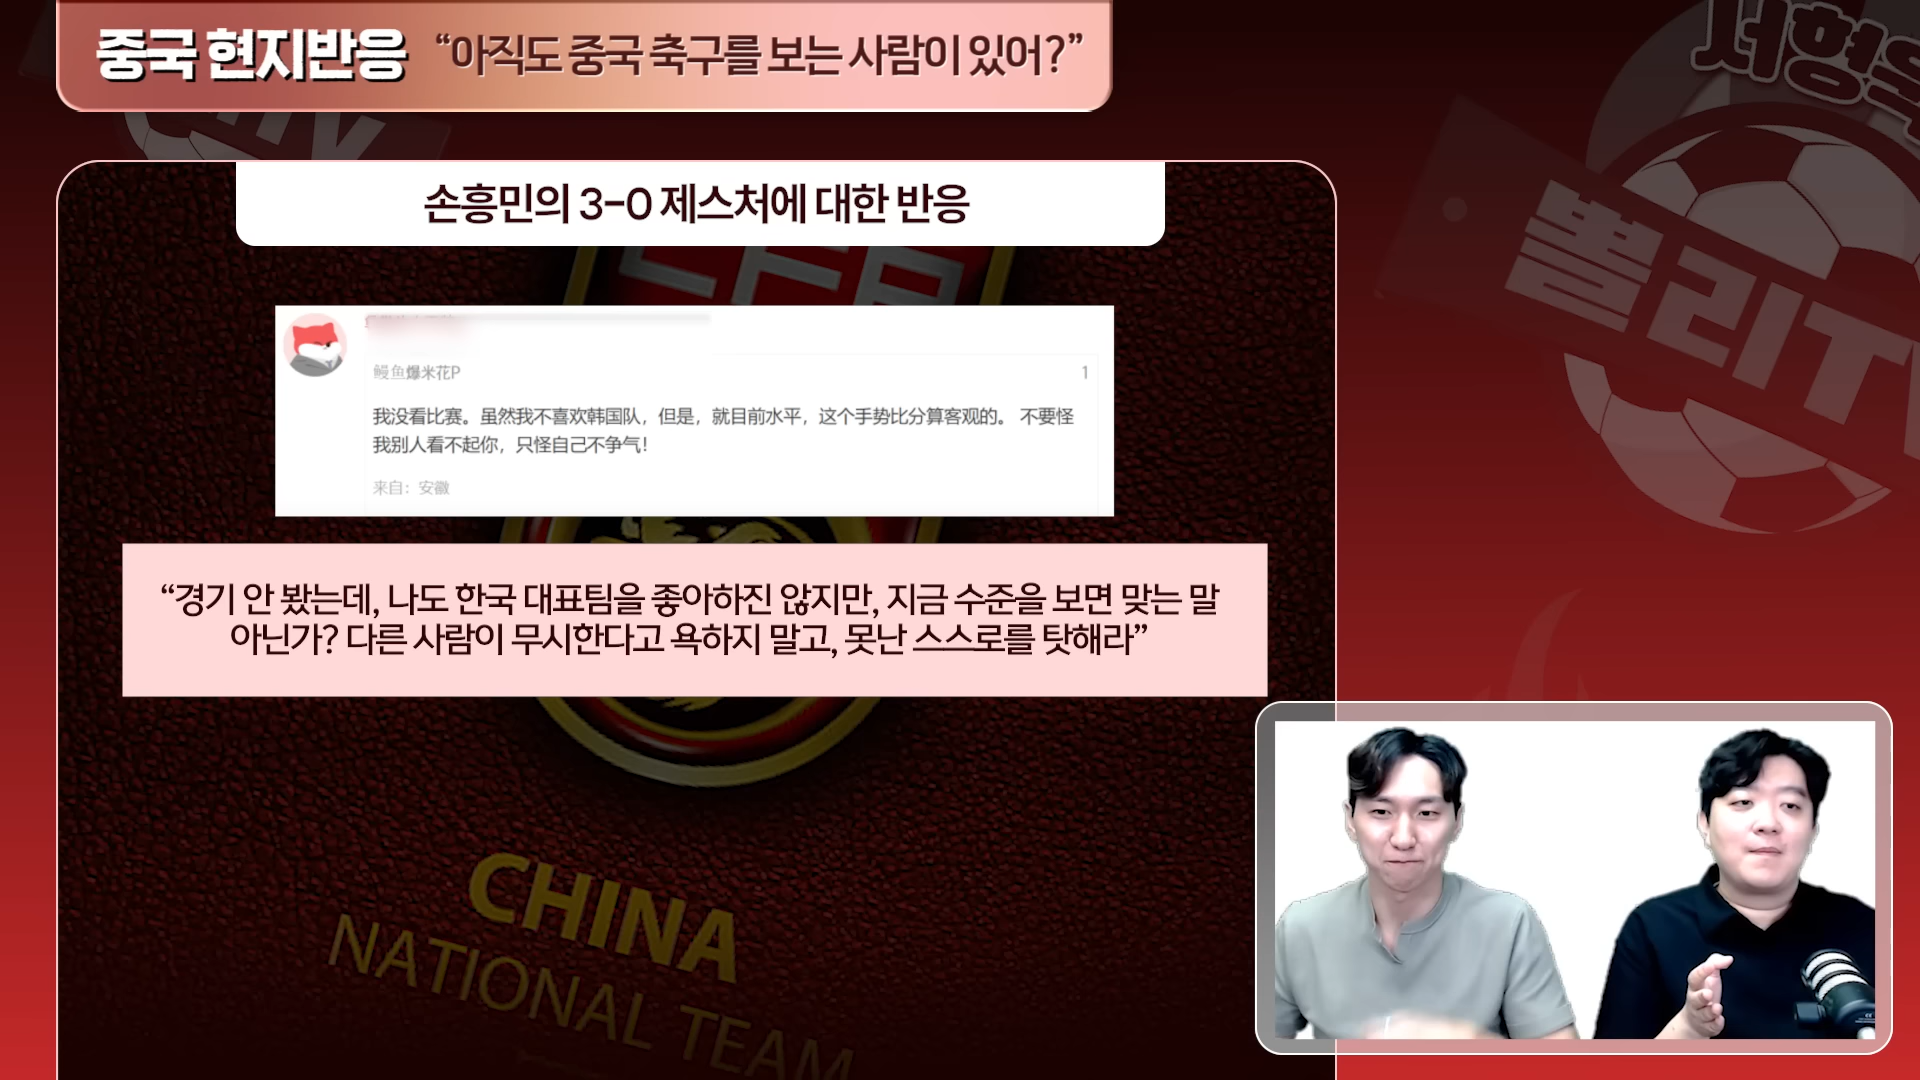 중국 현지반응 “아직도 중국 축구를 보는 사람이 있어?”
손흥민의 3-0 제스처에 대한 반응
鳗鱼爆米花P 1
我没看比赛。虽然我不喜欢韩国队，但是，就目前水平，这个手势比分算客观的。 不要怪
我别人看不起你，只怪自己不争气！
来自：安徽
“경기 안 봤는데, 나도 한국 대표팀을 좋아하진 않지만, 지금 수준을 보면 맞는 말
아닌가? 다른 사람이 무시한다고 욕하지 말고, 못난 스스로를 탓해라”
CHINA
NATIONAL TEAM
서형욱
뽈리TV